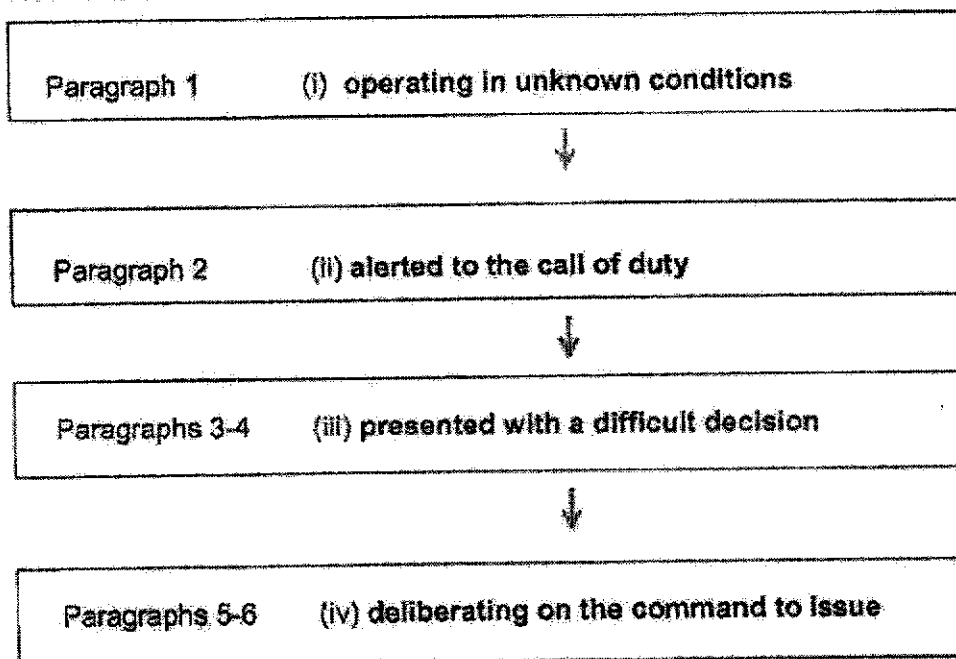 Paragraph 1 (i) operating in unknown conditions
Paragraph 2 (ii) alerted to the call of duty
Paragraphs 3-4 (iii) presented with a difficult decision
Paragraphs 5-6 (iv) deliberating on the command to issue